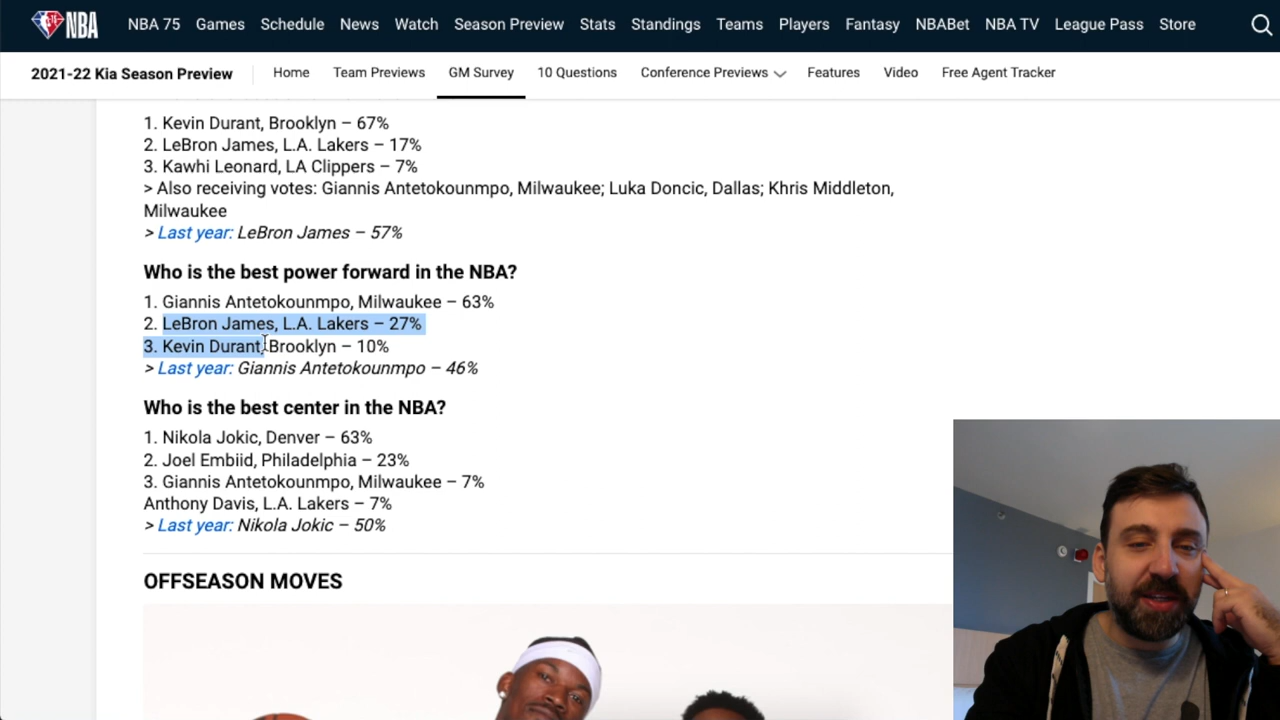 NBA
NBA 75 Games Schedule News Watch Season Preview Stats Standings Teams Players Fantasy NBABet NBA TV League Pass Store
2021-22 Kia Season Preview Home Team Previews GM Survey 10 Questions Conference Previews Features Video Free Agent Tracker
1. Kevin Durant, Brooklyn – 67%
2. LeBron James, L.A. Lakers – 17%
3. Kawhi Leonard, LA Clippers – 7%
> Also receiving votes: Giannis Antetokounmpo, Milwaukee; Luka Doncic, Dallas; Khris Middleton,
Milwaukee
> Last year: LeBron James – 57%
Who is the best power forward in the NBA?
1. Giannis Antetokounmpo, Milwaukee – 63%
2. LeBron James, L.A. Lakers – 27%
3. Kevin Durant, Brooklyn – 10%
> Last year: Giannis Antetokounmpo – 46%
Who is the best center in the NBA?
1. Nikola Jokic, Denver – 63%
2. Joel Embiid, Philadelphia – 23%
3. Giannis Antetokounmpo, Milwaukee – 7%
Anthony Davis, L.A. Lakers – 7%
> Last year: Nikola Jokic – 50%
OFFSEASON MOVES